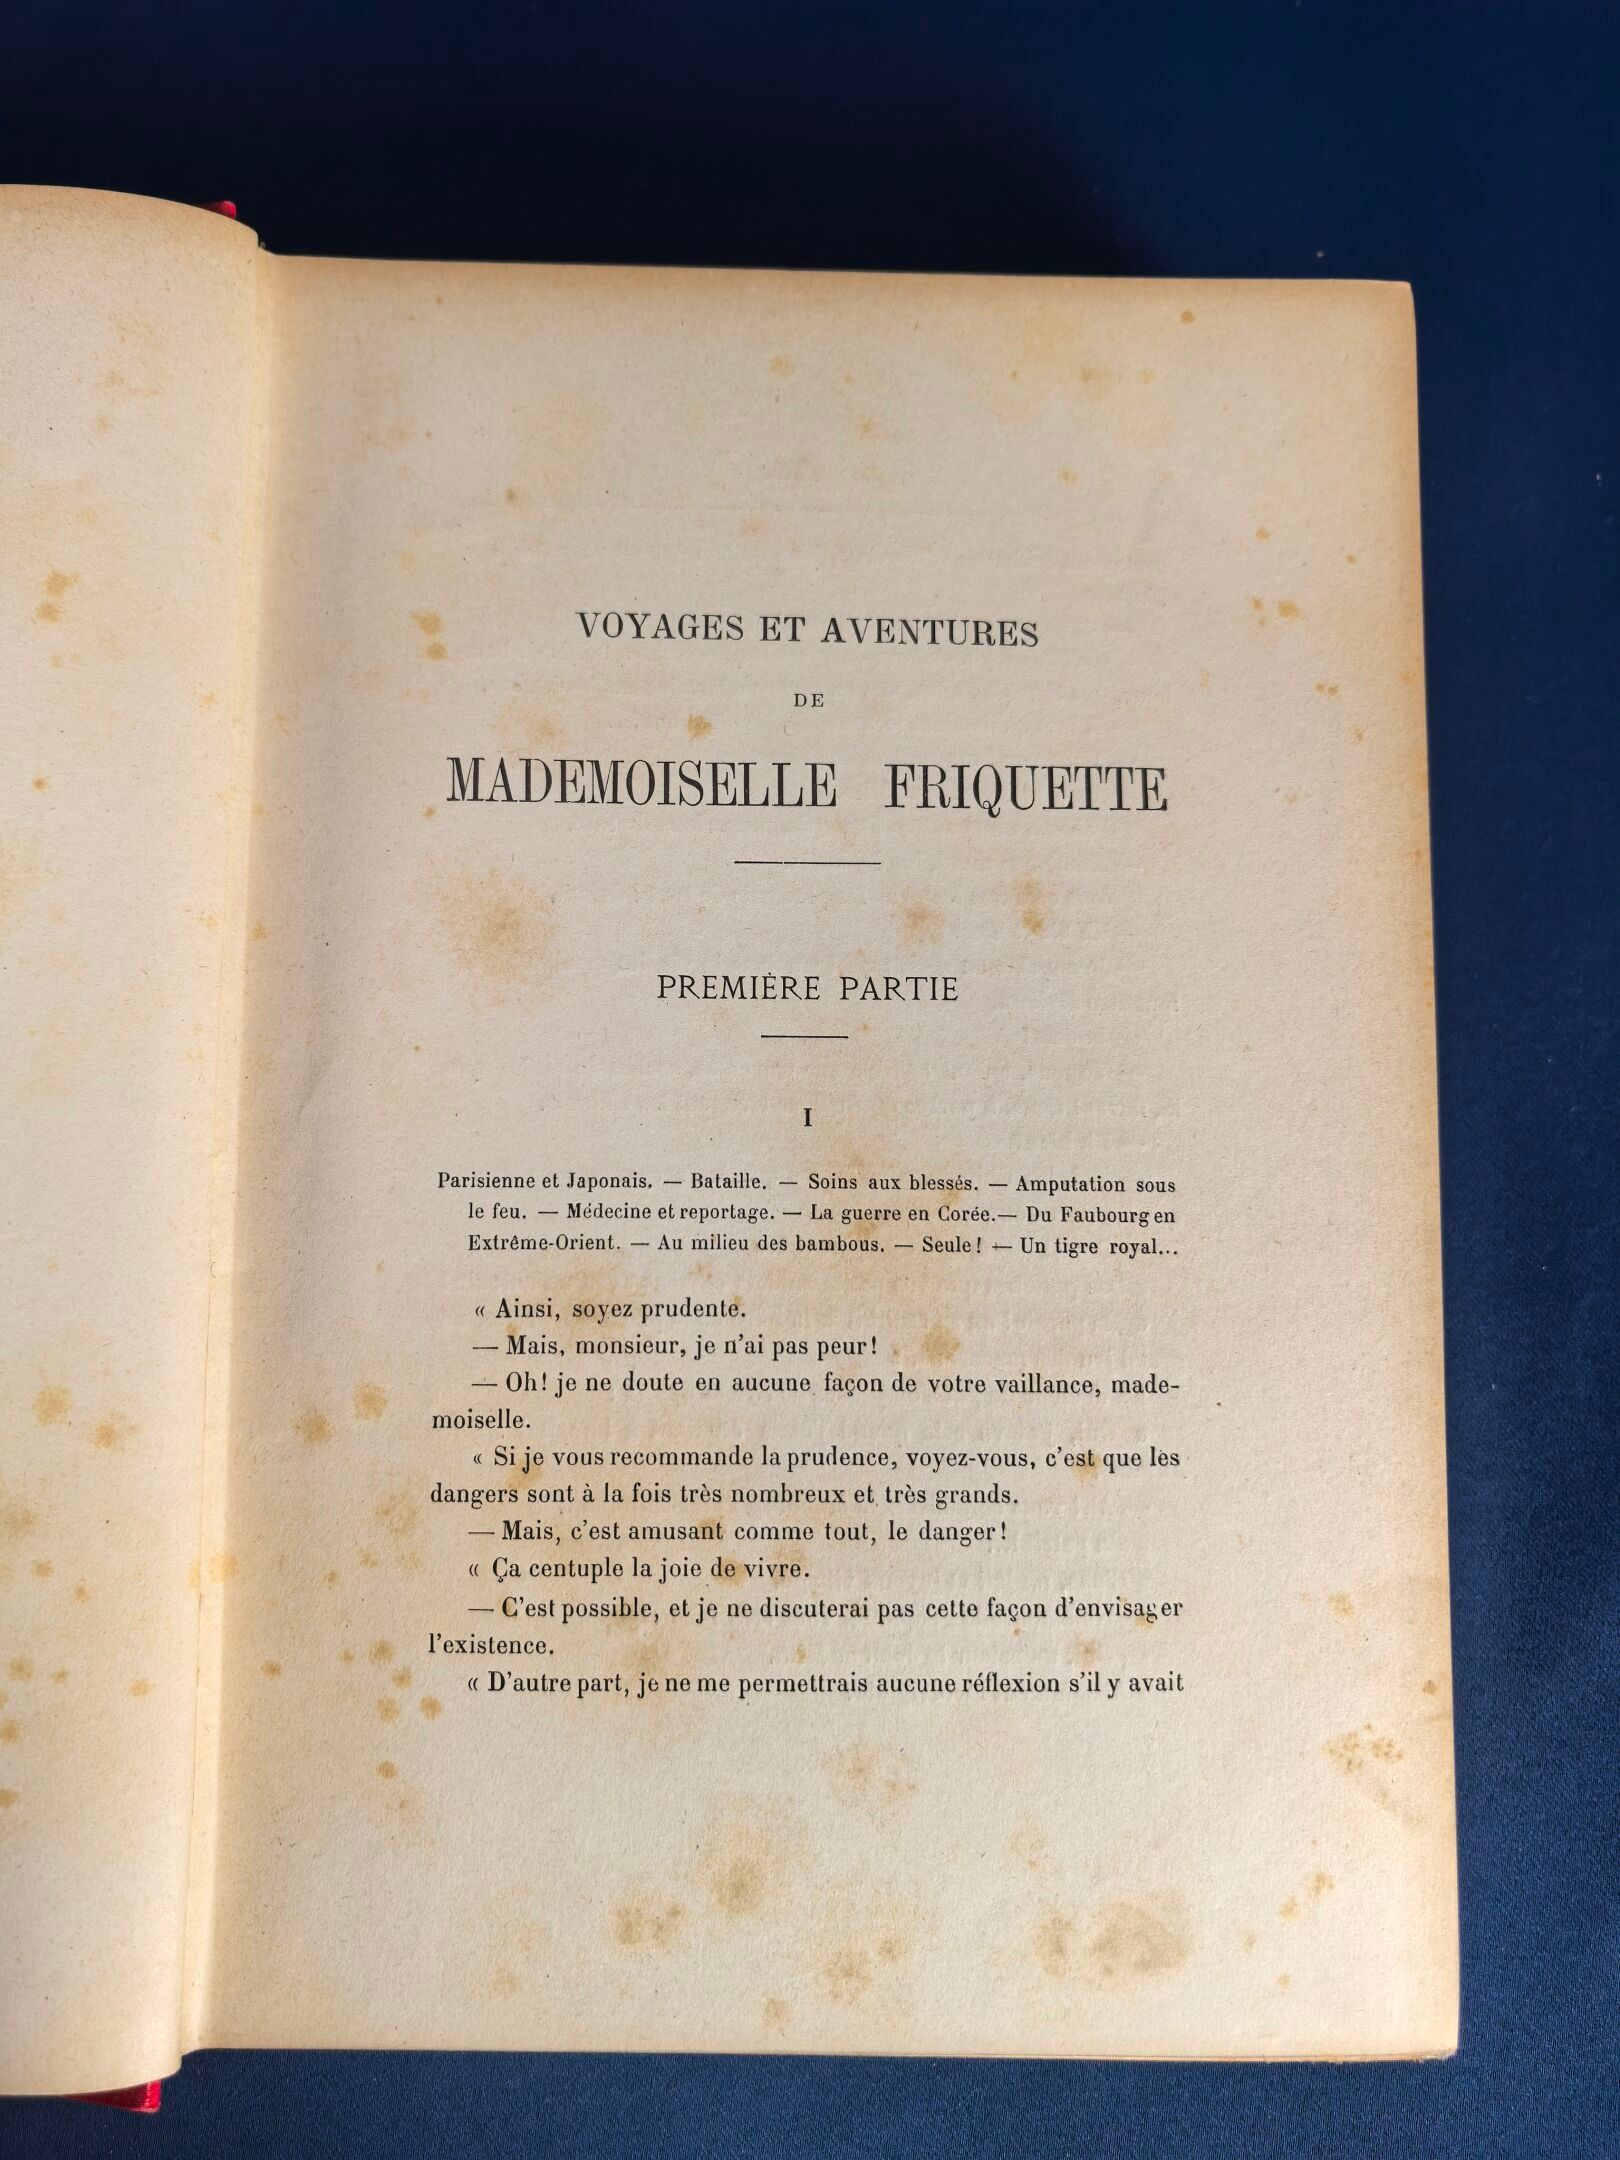 VOYAGES ET AVENTURES
DE
MADEMOISELLE FRIQUETTE
PREMIÈRE PARTIE
I
Parisienne et Japonais. — Bataille. — Soins aux blessés. — Amputation sous
le feu. — Médecine et reportage. — La guerre en Corée. — Du Faubourg en
Extrême-Orient. — Au milieu des bambous. — Seule! — Un tigre royal...
« Ainsi, soyez prudente.
— Mais, monsieur, je n'ai pas peur!
— Oh! je ne doute en aucune façon de votre vaillance, made-
moiselle.
« Si je vous recommande la prudence, voyez-vous, c'est que les
dangers sont à la fois très nombreux et très grands.
— Mais, c'est amusant comme tout, le danger!
« Ça centuple la joie de vivre.
— C'est possible, et je ne discuterai pas cette façon d'envisager
l'existence.
« D'autre part, je ne me permettrais aucune réflexion s'il y avait